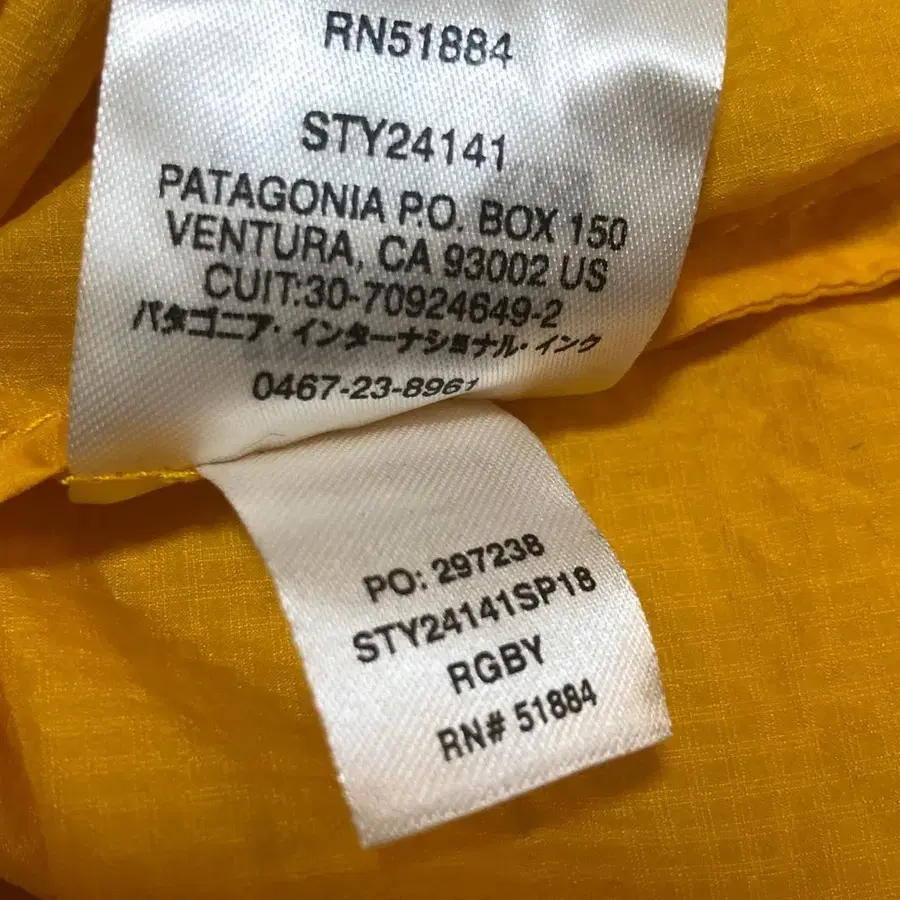 RN51884
STY24141
PATAGONIA P.O. BOX 150
VENTURA, CA 93002 US
CUIT:30-70924649-2
パタゴニア・インターナショナル・インク
0467-23-8961
PO: 297238
STY24141SP18
RGBY
RN# 51884